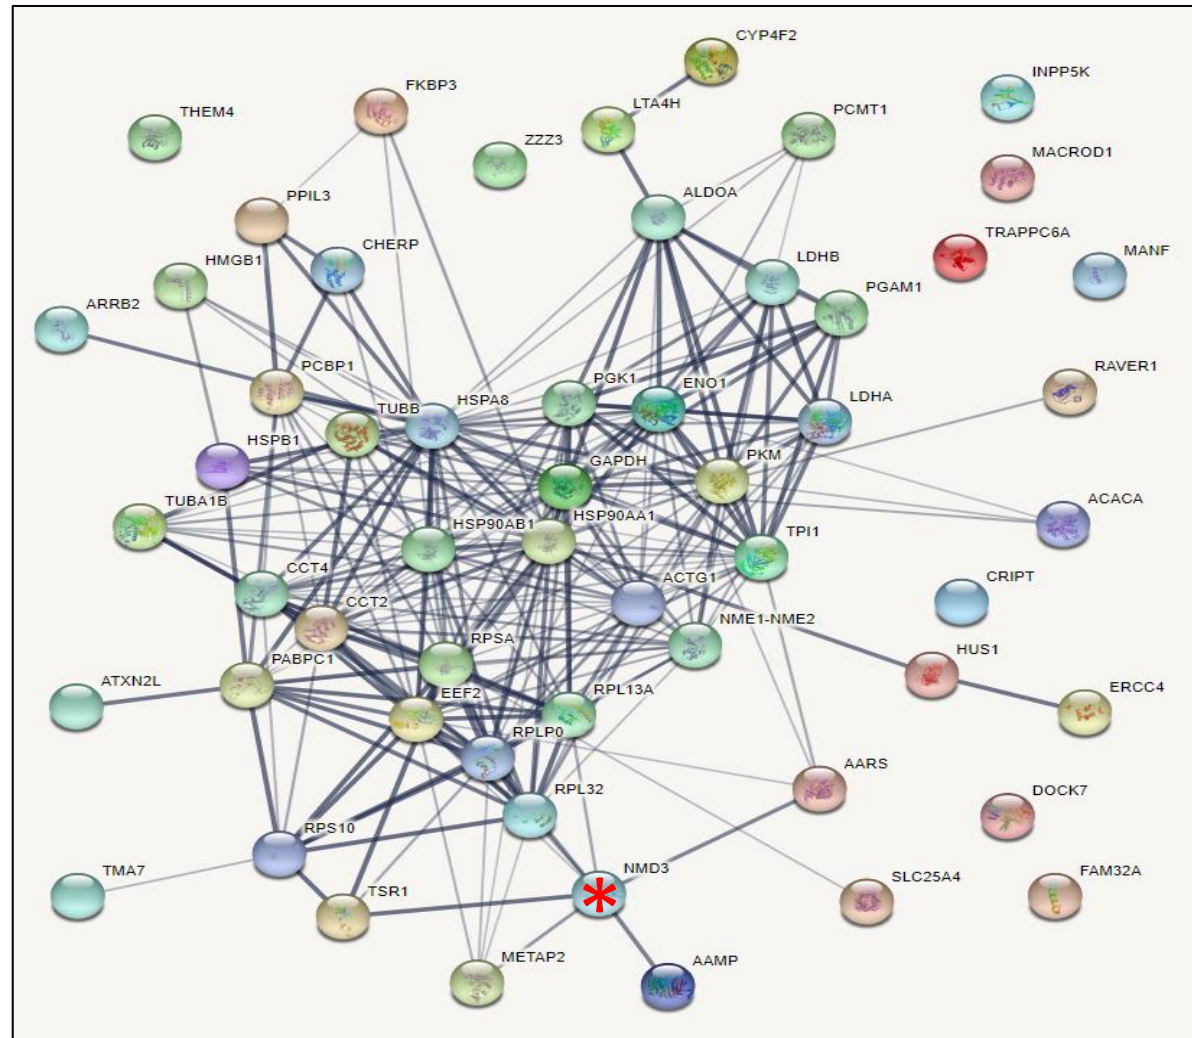 CYP4F2
FKBP3
INPP5K
LTA4H
PCMT1
THEM4
ZZZ3
MACROD1
PPIL3
ALDOA
CHERP
TRAPPC6A
HMGB1
LDHB
MANF
PGAM1
ARRB2
PCBP1
PGK1
ENO1
RAVER1
TUBB
HSPA8
LDHA
HSPB1
GAPDH
PKM
TUBA1B
ACACA
HSP90AB1
HSP90AA1
TPI1
CCT4
ACTG1
CRIPT
CCT2
NME1-NME2
RPSA
HUS1
PABPC1
ATXN2L
RPL13A
ERCC4
EEF2
RPLP0
AARS
RPL32
DOCK7
RPS10
TMA7
NMD3
*
SLC25A4
FAM32A
TSR1
METAP2
AAMP